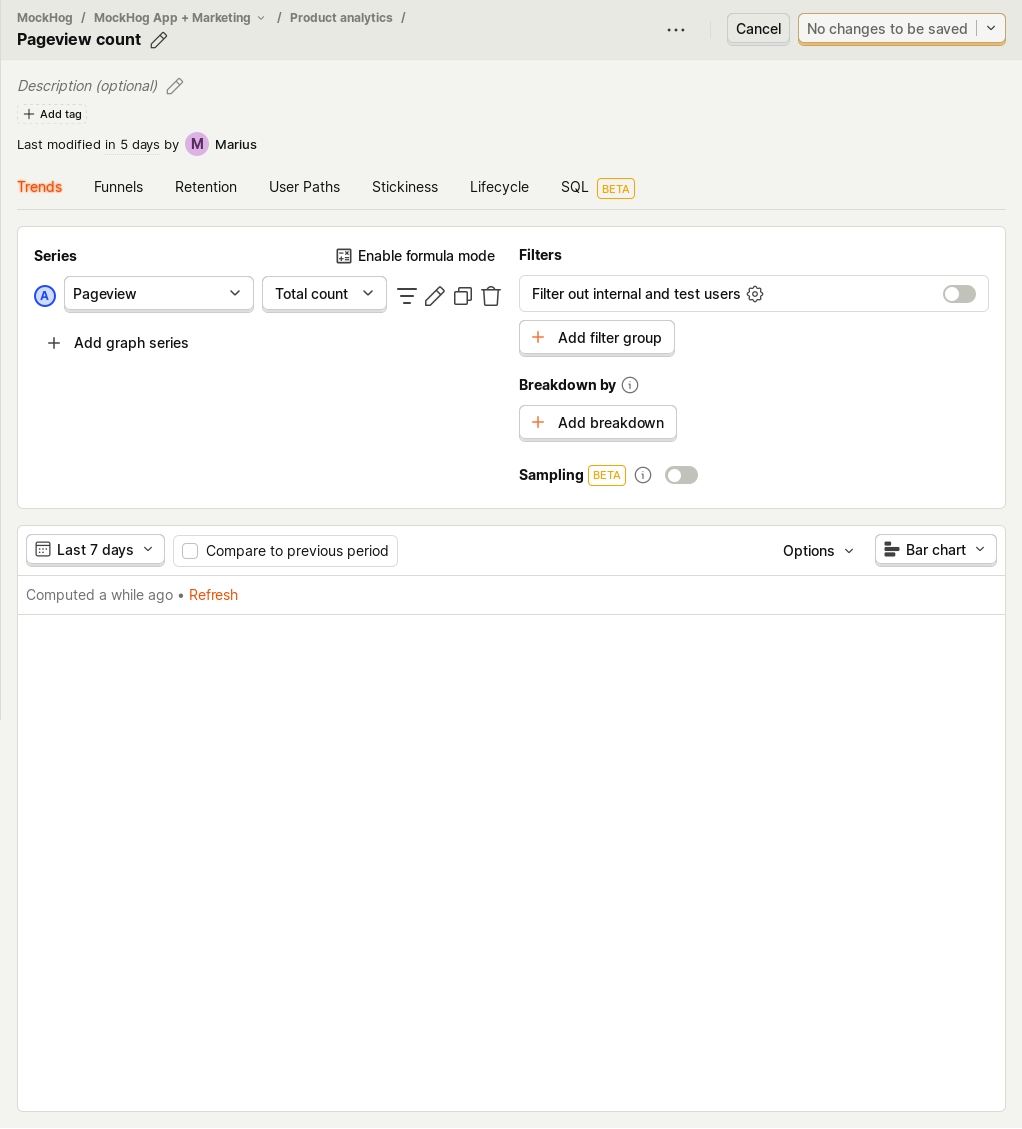 MockHog / MockHog App + Marketing / Product analytics /
Pageview count
Cancel
No changes to be saved
Description (optional)
Add tag
Last modified in 5 days by M Marius
Trends Funnels Retention User Paths Stickiness Lifecycle SQL BETA
Series
Enable formula mode
A Pageview Total count
Add graph series
Filters
Filter out internal and test users
Add filter group
Breakdown by
Add breakdown
Sampling BETA
Last 7 days Compare to previous period Options Bar chart
Computed a while ago • Refresh